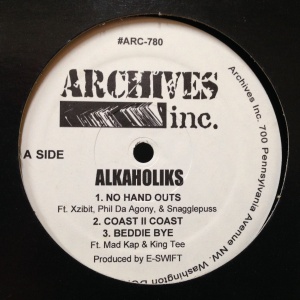 #ARC-780
ARCHIVES
inc.
A SIDE
ALKAHOLIKS
1. NO HAND OUTS
Ft. Xzibit, Phil Da Agony, & Snagglepuss
2. COAST II COAST
3. BEDDIE BYE
Ft. Mad Kap & King Tee
Produced by E-SWIFT
Archives Inc. 700 Pennsylvania Avenue NW. Washington